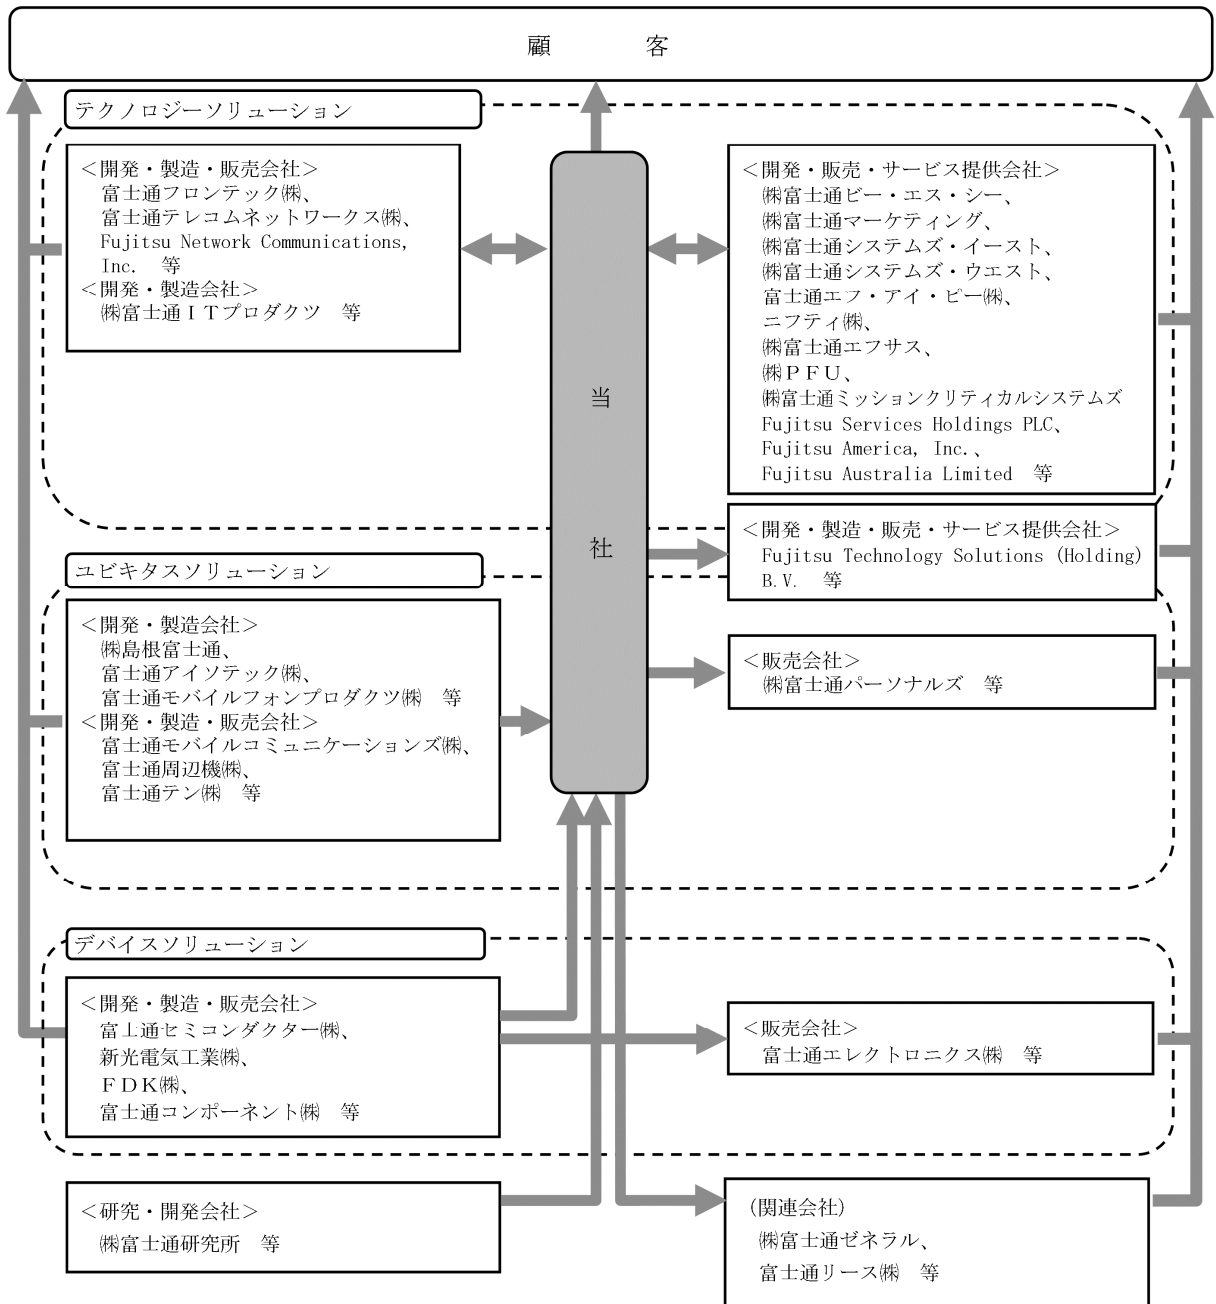 顧　客
テクノロジーソリューション
＜開発・製造・販売会社＞
富士通フロンテック㈱、
富士通テレコムネットワークス㈱、
Fujitsu Network Communications,
Inc.　等
＜開発・製造会社＞
㈱富士通ＩＴプロダクツ　等
＜開発・販売・サービス提供会社＞
㈱富士通ビー・エス・シー、
㈱富士通マーケティング、
㈱富士通システムズ・イースト、
㈱富士通システムズ・ウエスト、
富士通エフ・アイ・ピー㈱、
ニフティ㈱、
㈱富士通エフサス、
㈱ＰＦＵ、
㈱富士通ミッションクリティカルシステムズ
Fujitsu Services Holdings PLC、
Fujitsu America, Inc.、
Fujitsu Australia Limited　等
当
社
＜開発・製造・販売・サービス提供会社＞
Fujitsu Technology Solutions (Holding)
B.V.　等
ユビキタスソリューション
＜開発・製造会社＞
㈱島根富士通、
富士通アイソテック㈱、
富士通モバイルフォンプロダクツ㈱　等
＜開発・製造・販売会社＞
富士通モバイルコミュニケーションズ㈱、
富士通周辺機㈱、
富士通テン㈱　等
＜販売会社＞
㈱富士通パーソナルズ　等
デバイスソリューション
＜開発・製造・販売会社＞
富士通セミコンダクター㈱、
新光電気工業㈱、
ＦＤＫ㈱、
富士通コンポーネント㈱　等
＜販売会社＞
富士通エレクトロニクス㈱　等
＜研究・開発会社＞
㈱富士通研究所　等
(関連会社)
㈱富士通ゼネラル、
富士通リース㈱　等